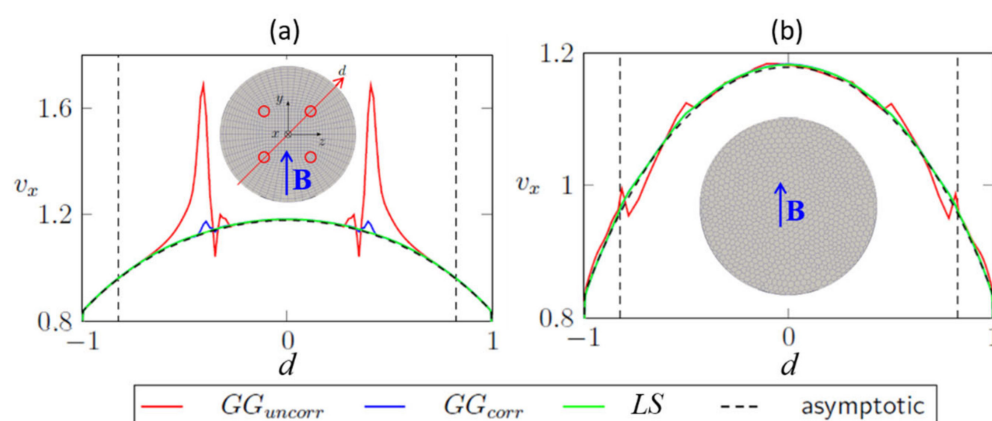 (a)
1.6
1.2
0.8
v_x
−1
0
1
d
d
y
x
z
B
(b)
1.2
1
0.8
v_x
−1
0
1
d
B
GG_uncorr
GG_corr
LS
asymptotic